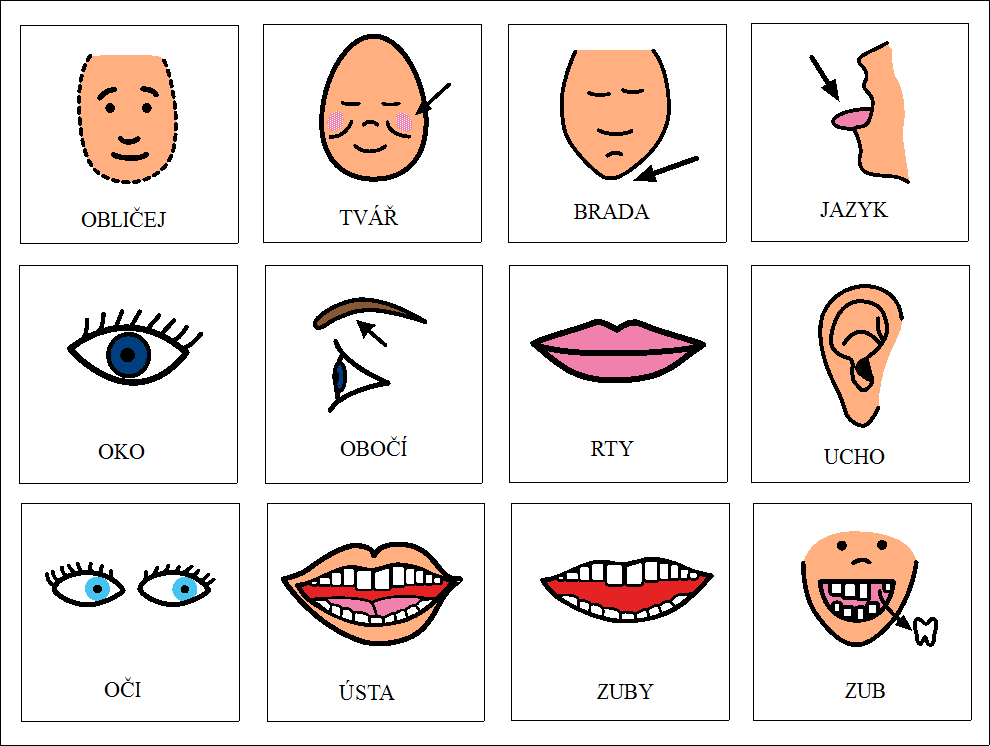 OBLIČEJ
TVÁŘ
BRADA
JAZYK
OKO
OBOČÍ
RTY
UCHO
OČI
ÚSTA
ZUBY
ZUB